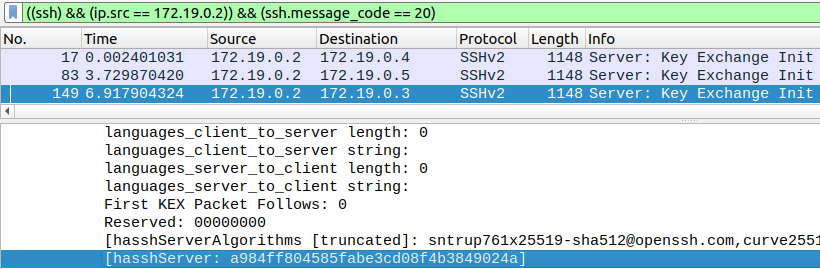 ((ssh) && (ip.src == 172.19.0.2)) && (ssh.message_code == 20)
No. Time Source Destination Protocol Length Info
17 0.002401031 172.19.0.2 172.19.0.4 SSHv2 1148 Server: Key Exchange Init
83 3.729870420 172.19.0.2 172.19.0.5 SSHv2 1148 Server: Key Exchange Init
149 6.917904324 172.19.0.2 172.19.0.3 SSHv2 1148 Server: Key Exchange Init
languages_client_to_server length: 0
languages_client_to_server string:
languages_server_to_client length: 0
languages_server_to_client string:
First KEX Packet Follows: 0
Reserved: 00000000
[hasshServerAlgorithms [truncated]: sntrup761x25519-sha512@openssh.com,curve2551
[hasshServer: a984ff804585fabe3cd08f4b3849024a]